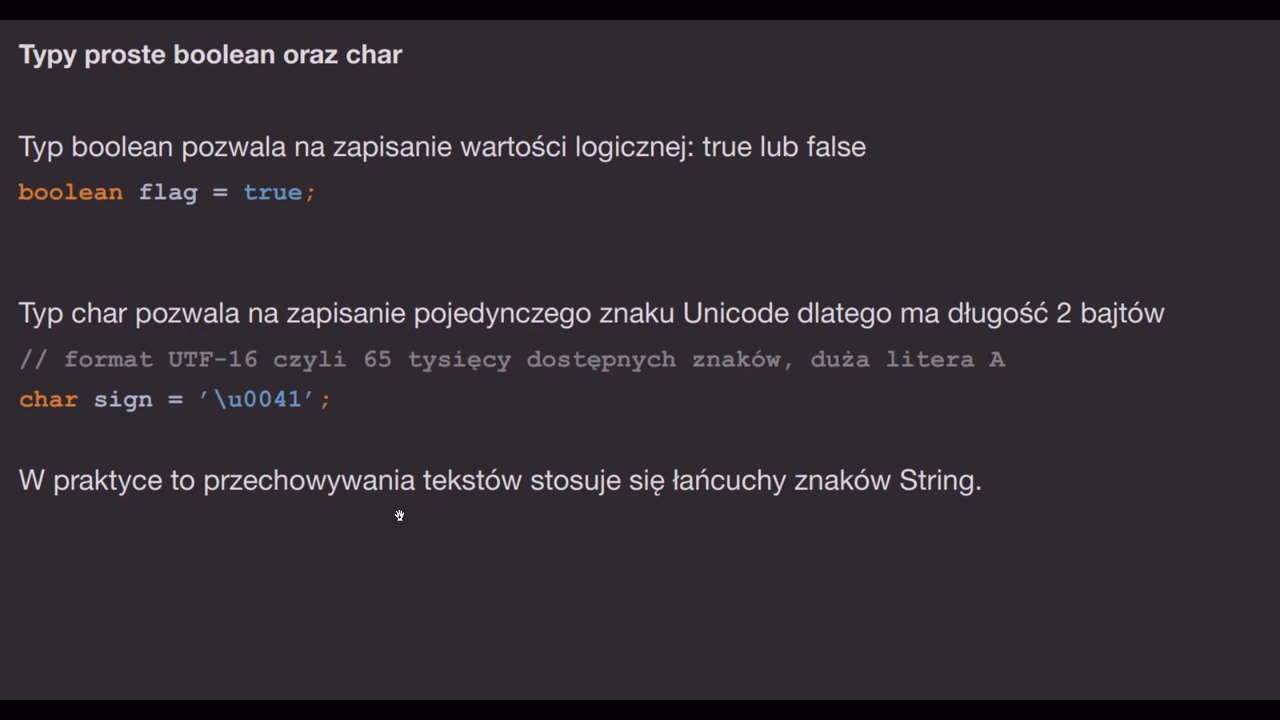 Typy proste boolean oraz char
Typ boolean pozwala na zapisanie wartości logicznej: true lub false
boolean flag = true;
Typ char pozwala na zapisanie pojedynczego znaku Unicode dlatego ma długość 2 bajtów
// format UTF-16 czyli 65 tysięcy dostępnych znaków, duża litera A
char sign = ’\u0041’;
W praktyce to przechowywania tekstów stosuje się łańcuchy znaków String.